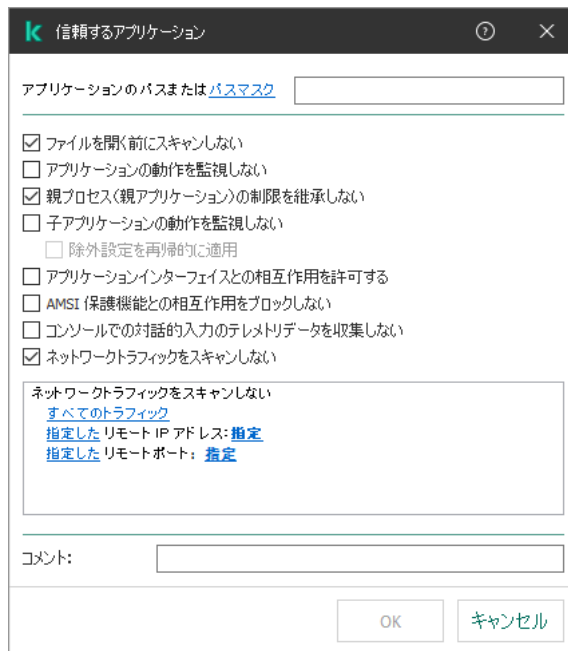 信頼するアプリケーション
アプリケーションのパスまたはパスマスク
ファイルを開く前にスキャンしない
アプリケーションの動作を監視しない
親プロセス(親アプリケーション)の制限を継承しない
子アプリケーションの動作を監視しない
除外設定を再帰的に適用
アプリケーションインターフェイスとの相互作用を許可する
AMSI 保護機能との相互作用をブロックしない
コンソールでの対話的入力のテレメトリデータを収集しない
ネットワークトラフィックをスキャンしない
ネットワークトラフィックをスキャンしない
すべてのトラフィック
指定した リモート IP アドレス: 指定
指定した リモートポート: 指定
コメント:
OK キャンセル